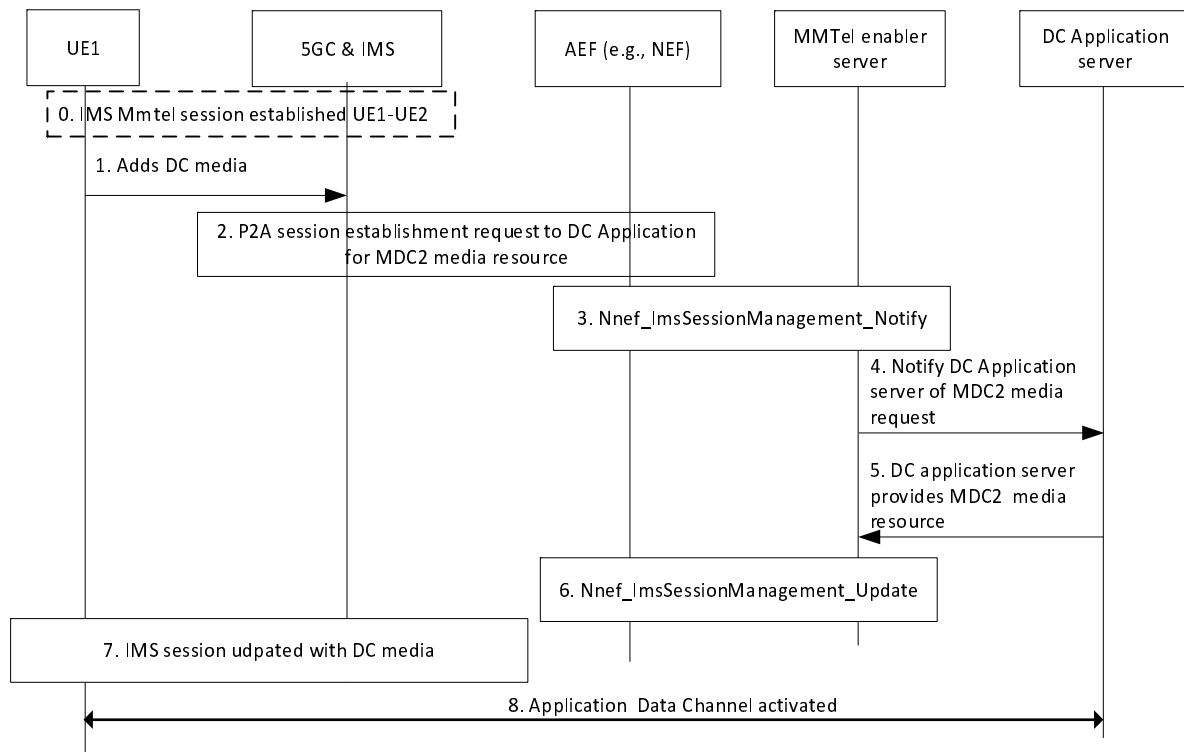 UE1
5GC & IMS
AEF (e.g., NEF)
MMTel enabler
server
DC Application
server
0. IMS Mmtel session established UE1-UE2
1. Adds DC media
2. P2A session establishment request to DC Application
for MDC2 media resource
3. Nnef_ImsSessionManagement_Notify
4. Notify DC Application
server of MDC2 media
request
5. DC application server
provides MDC2 media
resource
6. Nnef_ImsSessionManagement_Update
7. IMS session udpated with DC media
8. Application Data Channel activated